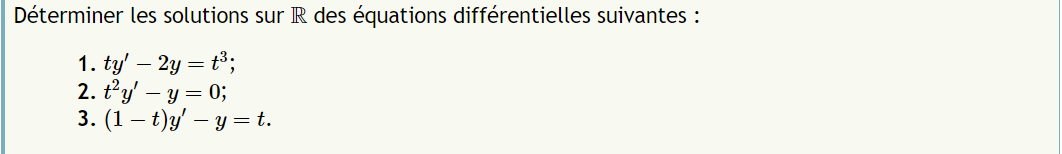 Déterminer les solutions sur ℝ des équations différentielles suivantes :
1. ty′ − 2y = t³;
2. t²y′ − y = 0;
3. (1 − t)y′ − y = t.